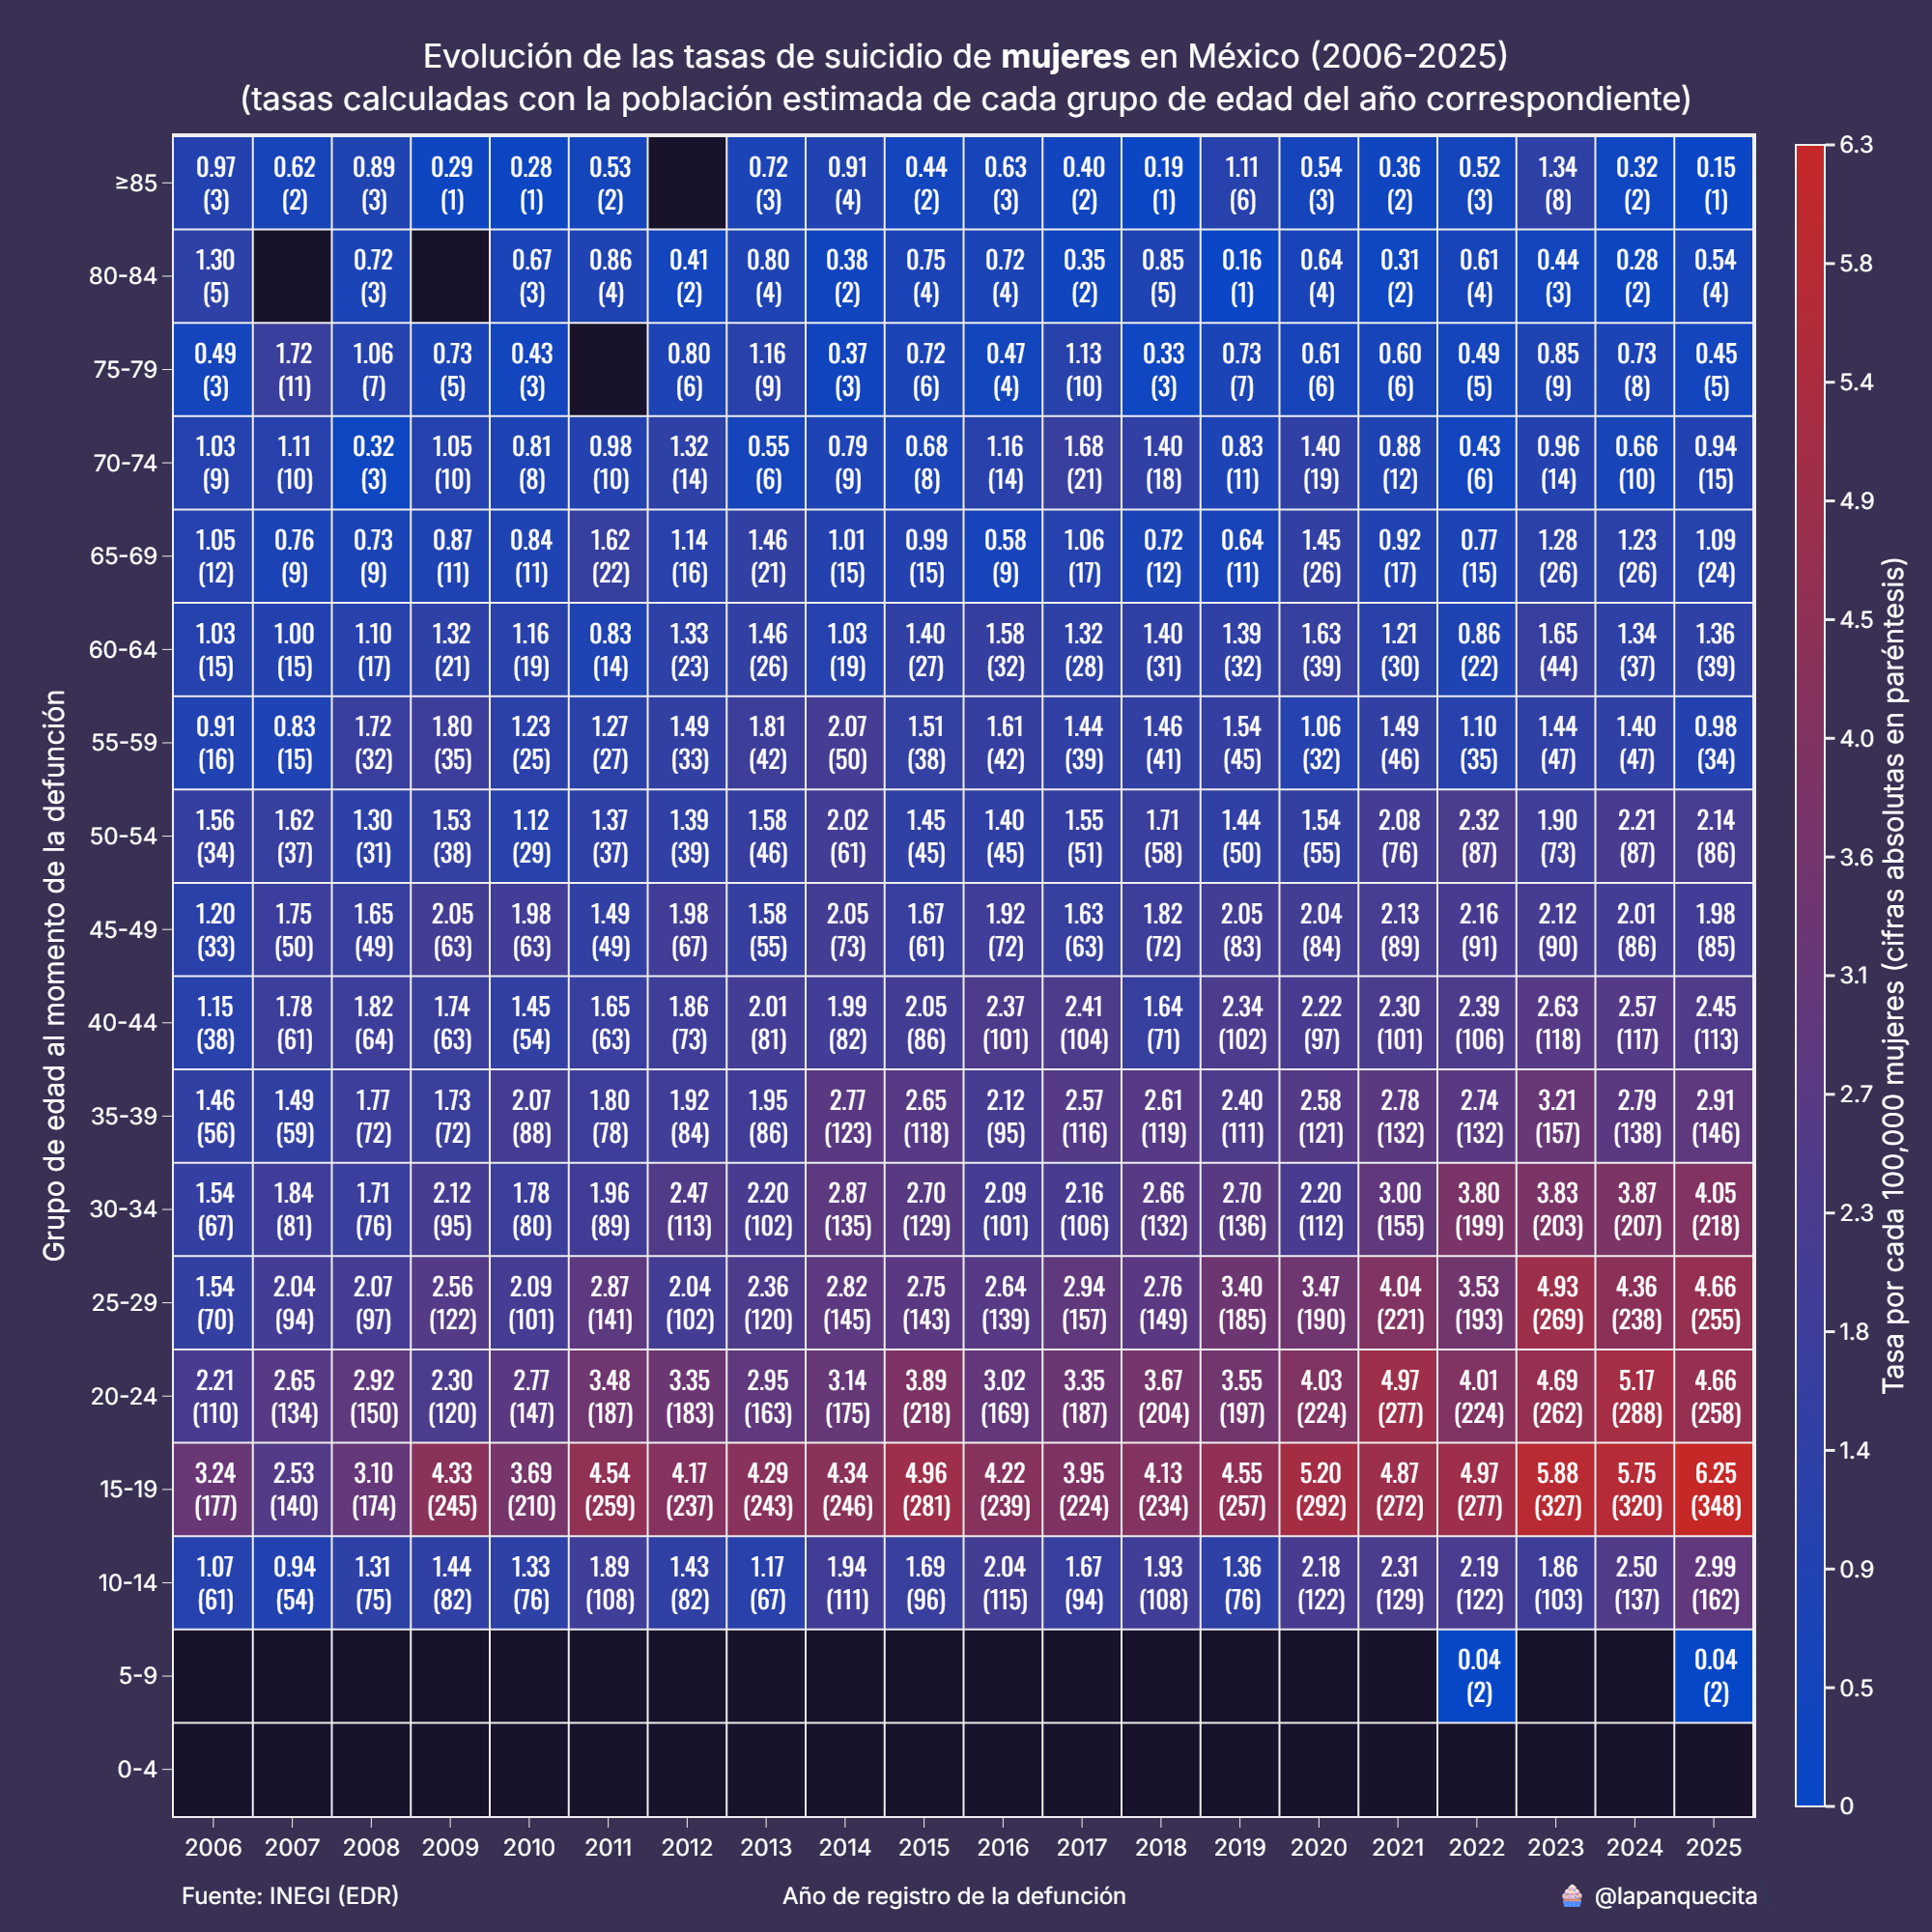 Evolución de las tasas de suicidio de mujeres en México (2006-2025)
(tasas calculadas con la población estimada de cada grupo de edad del año correspondiente)
Grupo de edad al momento de la defunción
≥85 0.97 0.62 0.89 0.29 0.28 0.53 0.72 0.91 0.44 0.63 0.40 0.19 1.11 0.54 0.36 0.52 1.34 0.32 0.15
(3) (2) (3) (1) (1) (2) (3) (4) (2) (3) (2) (1) (6) (3) (2) (3) (8) (2) (1)
80-84 1.30 0.72 0.67 0.86 0.41 0.80 0.38 0.75 0.72 0.35 0.85 0.16 0.64 0.31 0.61 0.44 0.28 0.54
(5) (3) (3) (4) (2) (4) (2) (4) (4) (2) (5) (1) (4) (2) (4) (3) (2) (4)
75-79 0.49 1.72 1.06 0.73 0.43 0.80 1.16 0.37 0.72 0.47 1.13 0.33 0.73 0.61 0.60 0.49 0.85 0.73 0.45
(3) (11) (7) (5) (3) (6) (9) (3) (6) (4) (10) (3) (7) (6) (6) (5) (9) (8) (5)
70-74 1.03 1.11 0.32 1.05 0.81 0.98 1.32 0.55 0.79 0.68 1.16 1.68 1.40 0.83 1.40 0.88 0.43 0.96 0.66 0.94
(9) (10) (3) (10) (8) (10) (14) (6) (9) (8) (14) (21) (18) (11) (19) (12) (6) (14) (10) (15)
65-69 1.05 0.76 0.73 0.87 0.84 1.62 1.14 1.46 1.01 0.99 0.58 1.06 0.72 0.64 1.45 0.92 0.77 1.28 1.23 1.09
(12) (9) (9) (11) (11) (22) (16) (21) (15) (15) (9) (17) (12) (11) (26) (17) (15) (26) (26) (24)
60-64 1.03 1.00 1.10 1.32 1.16 0.83 1.33 1.46 1.03 1.40 1.58 1.32 1.40 1.39 1.63 1.21 0.86 1.65 1.34 1.36
(15) (15) (17) (21) (19) (14) (23) (26) (19) (27) (32) (28) (31) (32) (39) (30) (22) (44) (37) (39)
55-59 0.91 0.83 1.72 1.80 1.23 1.27 1.49 1.81 2.07 1.51 1.61 1.44 1.46 1.54 1.06 1.49 1.10 1.44 1.40 0.98
(16) (15) (32) (35) (25) (27) (33) (42) (50) (38) (42) (39) (41) (45) (32) (46) (35) (47) (47) (34)
50-54 1.56 1.62 1.30 1.53 1.12 1.37 1.39 1.58 2.02 1.45 1.40 1.55 1.71 1.44 1.54 2.08 2.32 1.90 2.21 2.14
(34) (37) (31) (38) (29) (37) (39) (46) (61) (45) (45) (51) (58) (50) (55) (76) (87) (73) (87) (86)
45-49 1.20 1.75 1.65 2.05 1.98 1.49 1.98 1.58 2.05 1.67 1.92 1.63 1.82 2.05 2.04 2.13 2.16 2.12 2.01 1.98
(33) (50) (49) (63) (63) (49) (67) (55) (73) (61) (72) (63) (72) (83) (84) (89) (91) (90) (86) (85)
40-44 1.15 1.78 1.82 1.74 1.45 1.65 1.86 2.01 1.99 2.05 2.37 2.41 1.64 2.34 2.22 2.30 2.39 2.63 2.57 2.45
(38) (61) (64) (63) (54) (63) (73) (81) (82) (86) (101) (104) (71) (102) (97) (101) (106) (118) (117) (113)
35-39 1.46 1.49 1.77 1.73 2.07 1.80 1.92 1.95 2.77 2.65 2.12 2.57 2.61 2.40 2.58 2.78 2.74 3.21 2.79 2.91
(56) (59) (72) (72) (88) (78) (84) (86) (123) (118) (95) (116) (119) (111) (121) (132) (132) (157) (138) (146)
30-34 1.54 1.84 1.71 2.12 1.78 1.96 2.47 2.20 2.87 2.70 2.09 2.16 2.66 2.70 2.20 3.00 3.80 3.83 3.87 4.05
(67) (81) (76) (95) (80) (89) (113) (102) (135) (129) (101) (106) (132) (136) (112) (155) (199) (203) (207) (218)
25-29 1.54 2.04 2.07 2.56 2.09 2.87 2.04 2.36 2.82 2.75 2.64 2.94 2.76 3.40 3.47 4.04 3.53 4.93 4.36 4.66
(70) (94) (97) (122) (101) (141) (102) (120) (145) (143) (139) (157) (149) (185) (190) (221) (193) (269) (238) (255)
20-24 2.21 2.65 2.92 2.30 2.77 3.48 3.35 2.95 3.14 3.89 3.02 3.35 3.67 3.55 4.03 4.97 4.01 4.69 5.17 4.66
(110) (134) (150) (120) (147) (187) (183) (163) (175) (218) (169) (187) (204) (197) (224) (277) (224) (262) (288) (258)
15-19 3.24 2.53 3.10 4.33 3.69 4.54 4.17 4.29 4.34 4.96 4.22 3.95 4.13 4.55 5.20 4.87 4.97 5.88 5.75 6.25
(177) (140) (174) (245) (210) (259) (237) (243) (246) (281) (239) (224) (234) (257) (292) (272) (277) (327) (320) (348)
10-14 1.07 0.94 1.31 1.44 1.33 1.89 1.43 1.17 1.94 1.69 2.04 1.67 1.93 1.36 2.18 2.31 2.19 1.86 2.50 2.99
(61) (54) (75) (82) (76) (108) (82) (67) (111) (96) (115) (94) (108) (76) (122) (129) (122) (103) (137) (162)
5-9 0.04 0.04
(2) (2)
0-4
2006 2007 2008 2009 2010 2011 2012 2013 2014 2015 2016 2017 2018 2019 2020 2021 2022 2023 2024 2025
6.3
5.8
5.4
4.9
4.5
4.0
3.6
3.1
2.7
2.3
1.8
1.4
0.9
0.5
0
Tasa por cada 100,000 mujeres (cifras absolutas en paréntesis)
Fuente: INEGI (EDR)
Año de registro de la defunción
@lapanquecita